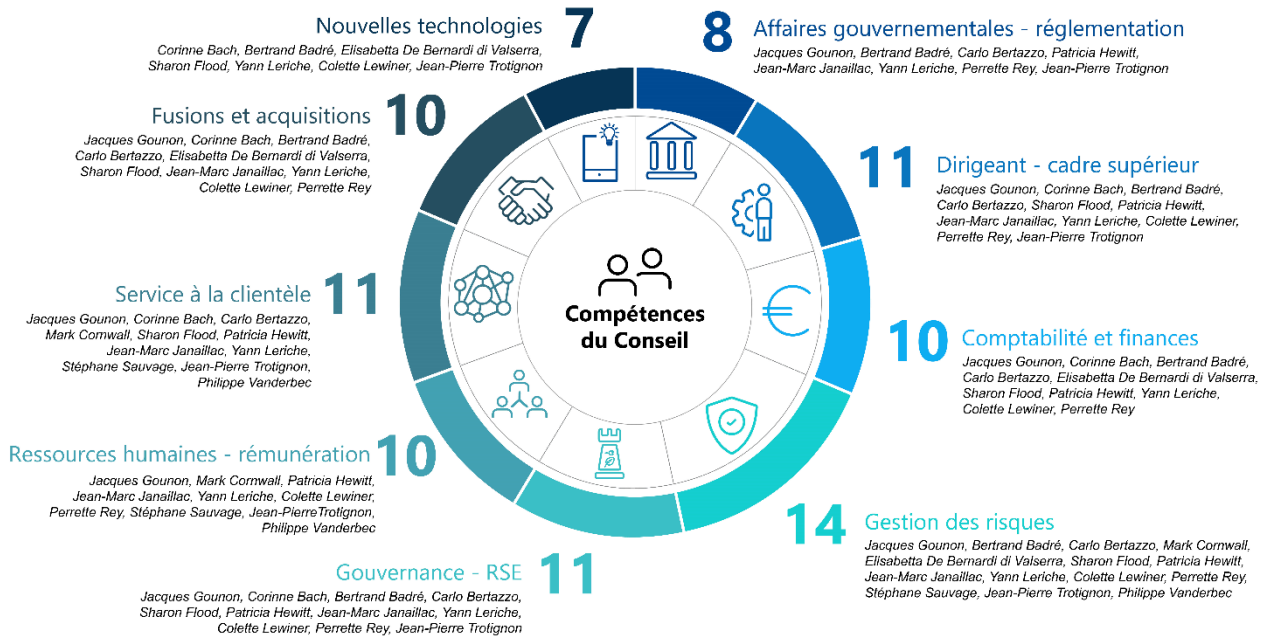 Nouvelles technologies 7
Corinne Bach, Bertrand Badré, Elisabetta De Bernardi di Valserra,
Sharon Flood, Yann Leriche, Colette Lewiner, Jean-Pierre Trotignon
8 Affaires gouvernementales - réglementation
Jacques Gounon, Bertrand Badré, Carlo Bertazzo, Patricia Hewitt,
Jean-Marc Janaillac, Yann Leriche, Perrette Rey, Jean-Pierre Trotignon
Fusions et acquisitions 10
Jacques Gounon, Corinne Bach, Bertrand Badré,
Carlo Bertazzo, Elisabetta De Bernardi di Valserra,
Sharon Flood, Jean-Marc Janaillac, Yann Leriche,
Colette Lewiner, Perrette Rey
11 Dirigeant - cadre supérieur
Jacques Gounon, Corinne Bach, Bertrand Badré,
Carlo Bertazzo, Sharon Flood, Patricia Hewitt,
Jean-Marc Janaillac, Yann Leriche, Colette Lewiner,
Perrette Rey, Jean-Pierre Trotignon
Service à la clientèle 11
Jacques Gounon, Corinne Bach, Carlo Bertazzo,
Mark Cornwall, Sharon Flood, Patricia Hewitt,
Jean-Marc Janaillac, Yann Leriche,
Stéphane Sauvage, Jean-Pierre Trotignon,
Philippe Vanderbec
Compétences
du Conseil
10 Comptabilité et finances
Jacques Gounon, Corinne Bach, Bertrand Badré,
Carlo Bertazzo, Elisabetta De Bernardi di Valserra,
Sharon Flood, Patricia Hewitt, Yann Leriche,
Colette Lewiner, Perrette Rey
Ressources humaines - rémunération 10
Jacques Gounon, Mark Cornwall, Patricia Hewitt,
Jean-Marc Janaillac, Yann Leriche, Colette Lewiner,
Perrette Rey, Stéphane Sauvage, Jean-PierreTrotignon,
Philippe Vanderbec
14 Gestion des risques
Jacques Gounon, Bertrand Badré, Carlo Bertazzo, Mark Cornwall,
Elisabetta De Bernardi di Valserra, Sharon Flood, Patricia Hewitt,
Jean-Marc Janaillac, Yann Leriche, Colette Lewiner, Perrette Rey,
Stéphane Sauvage, Jean-Pierre Trotignon, Philippe Vanderbec
Gouvernance - RSE 11
Jacques Gounon, Corinne Bach, Bertrand Badré, Carlo Bertazzo,
Sharon Flood, Patricia Hewitt, Jean-Marc Janaillac, Yann Leriche,
Colette Lewiner, Perrette Rey, Jean-Pierre Trotignon